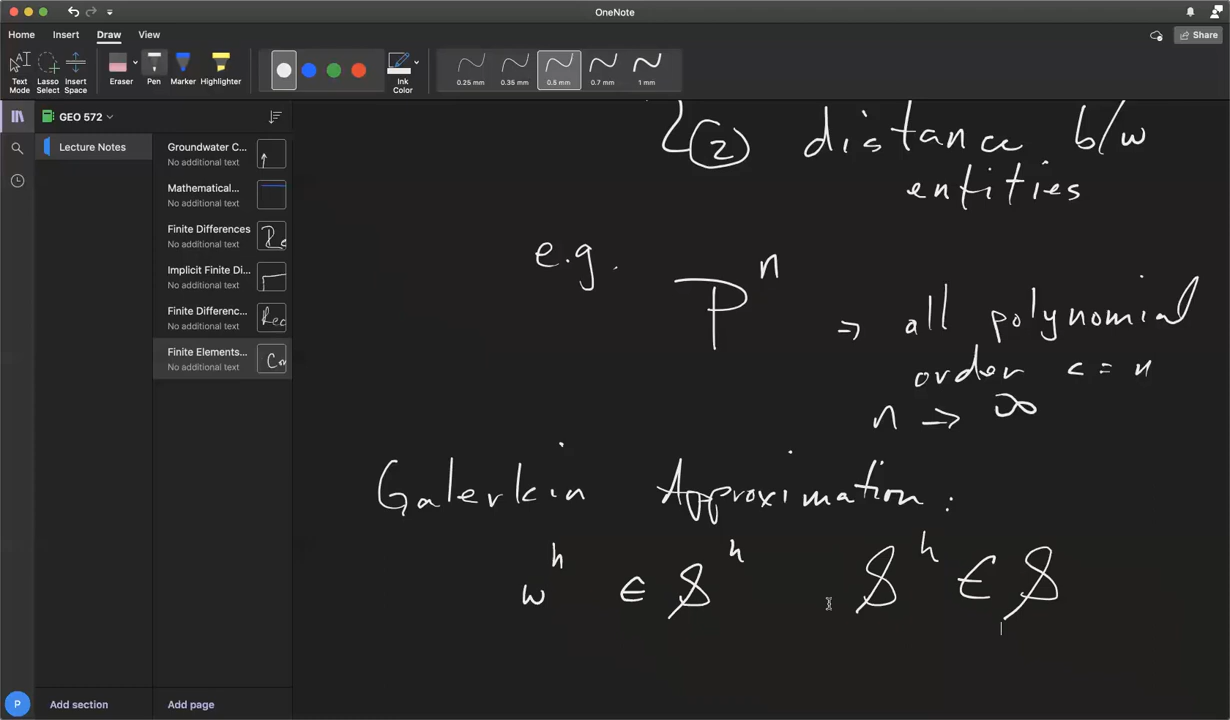 OneNote
Home Insert Draw View
Share
Text Mode
Lasso Select
Insert Space
Eraser
Pen
Marker
Highlighter
Ink Color
0.25 mm
0.35 mm
0.5 mm
0.7 mm
1 mm
GEO 572
Lecture Notes
Groundwater C...
No additional text
Mathematical...
No additional text
Finite Differences
No additional text
Implicit Finite Di...
No additional text
Finite Differenc...
No additional text
Finite Elements...
No additional text
P
Add section
Add page
② distance b/w
entities
e.g. Pⁿ ⇒ all polynomial
order < = n
n → ∞
Galerkin Approximation :
wʰ ∈ 𝒮ʰ 𝒮ʰ ∈ 𝒮